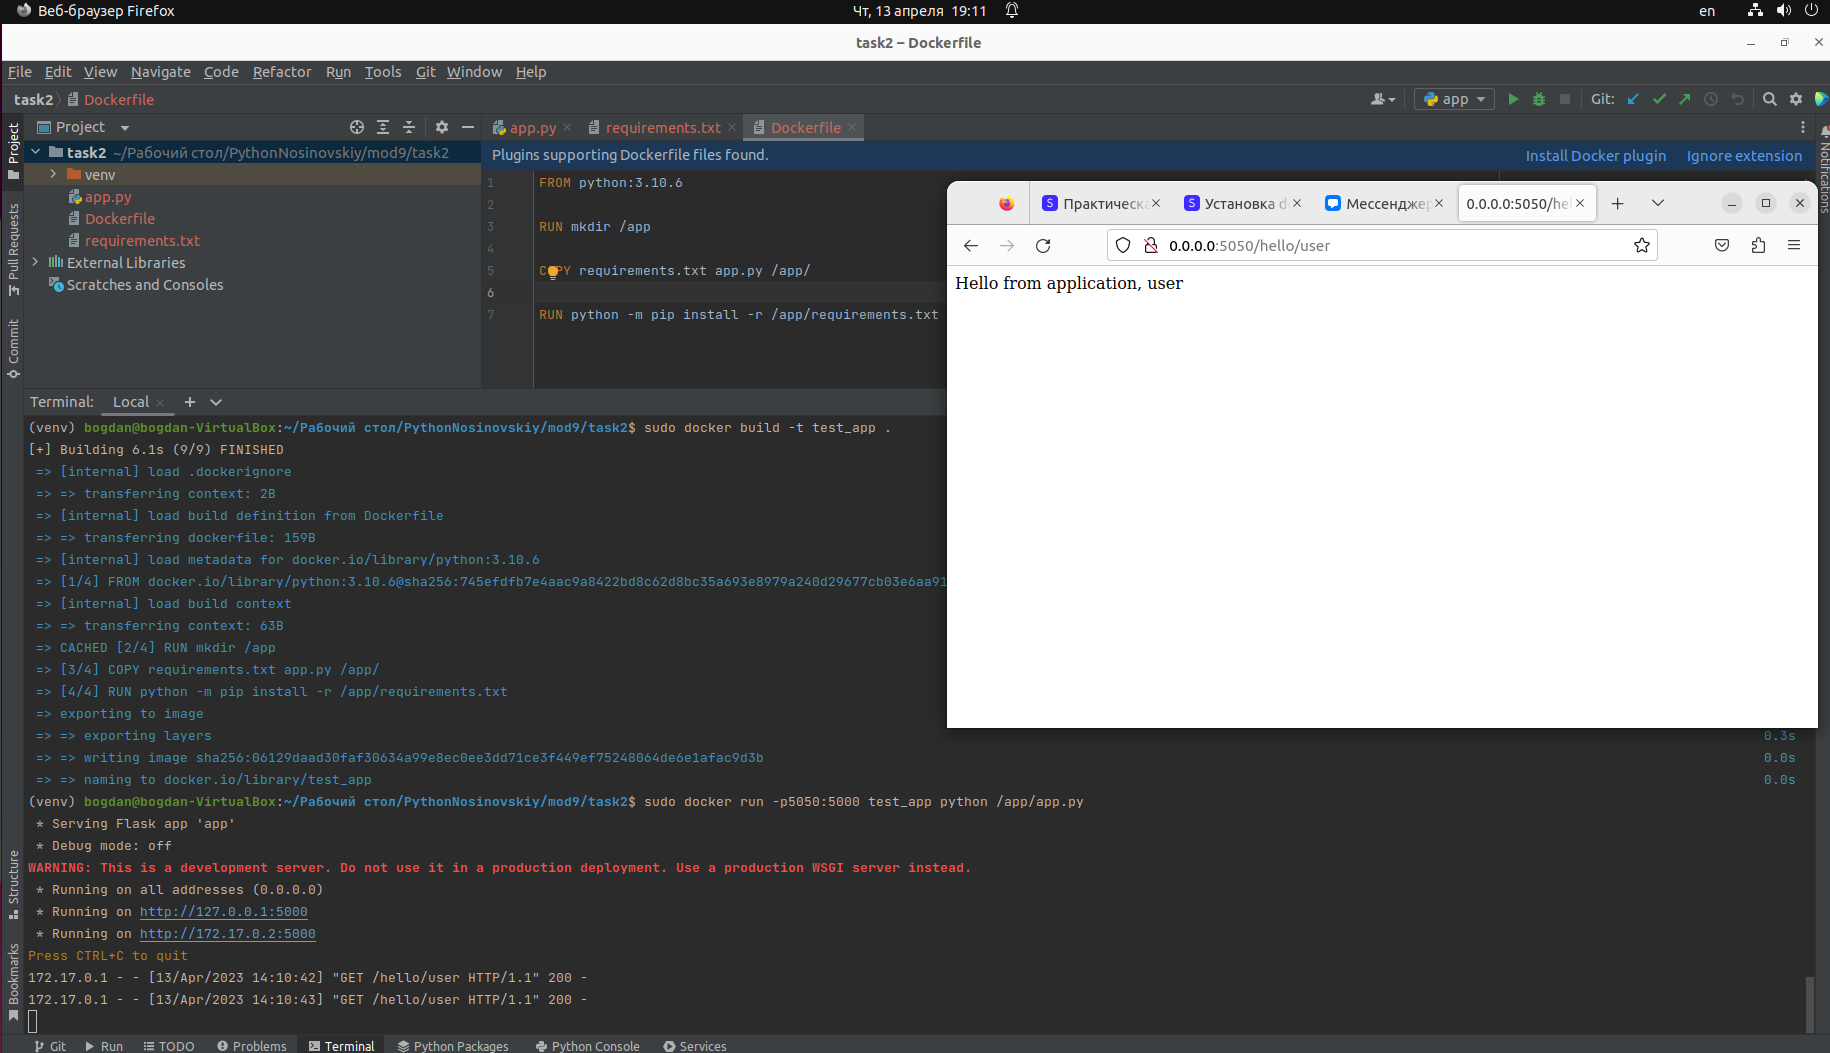 Веб-браузер Firefox
Чт, 13 апреля 19:11
en
task2 – Dockerfile
File Edit View Navigate Code Refactor Run Tools Git Window Help
task2 Dockerfile
app
Git:
Project
app.py
requirements.txt
Dockerfile
task2 ~/Рабочий стол/PythonNosinovskiy/mod9/task2
venv
app.py
Dockerfile
requirements.txt
External Libraries
Scratches and Consoles
Project
Pull Requests
Commit
Structure
Bookmarks
Notifications
Plugins supporting Dockerfile files found.
Install Docker plugin Ignore extension
1 FROM python:3.10.6
2
3 RUN mkdir /app
4
5 COPY requirements.txt app.py /app/
6
7 RUN python -m pip install -r /app/requirements.txt
Практическа
Установка d
Мессенджер
0.0.0.0:5050/hel
0.0.0.0:5050/hello/user
Hello from application, user
Terminal: Local
(venv) bogdan@bogdan-VirtualBox:~/Рабочий стол/PythonNosinovskiy/mod9/task2$ sudo docker build -t test_app .
[+] Building 6.1s (9/9) FINISHED
=> [internal] load .dockerignore
=> => transferring context: 2B
=> [internal] load build definition from Dockerfile
=> => transferring dockerfile: 159B
=> [internal] load metadata for docker.io/library/python:3.10.6
=> [1/4] FROM docker.io/library/python:3.10.6@sha256:745efdfb7e4aac9a8422bd8c62d8bc35a693e8979a240d29677cb03e6aa91
=> [internal] load build context
=> => transferring context: 63B
=> CACHED [2/4] RUN mkdir /app
=> [3/4] COPY requirements.txt app.py /app/
=> [4/4] RUN python -m pip install -r /app/requirements.txt
=> exporting to image
=> => exporting layers 0.3s
=> => writing image sha256:06129daad30faf30634a99e8ec0ee3dd71ce3f449ef75248064de6e1afac9d3b 0.0s
=> => naming to docker.io/library/test_app 0.0s
(venv) bogdan@bogdan-VirtualBox:~/Рабочий стол/PythonNosinovskiy/mod9/task2$ sudo docker run -p5050:5000 test_app python /app/app.py
* Serving Flask app 'app'
* Debug mode: off
WARNING: This is a development server. Do not use it in a production deployment. Use a production WSGI server instead.
* Running on all addresses (0.0.0.0)
* Running on http://127.0.0.1:5000
* Running on http://172.17.0.2:5000
Press CTRL+C to quit
172.17.0.1 - - [13/Apr/2023 14:10:42] "GET /hello/user HTTP/1.1" 200 -
172.17.0.1 - - [13/Apr/2023 14:10:43] "GET /hello/user HTTP/1.1" 200 -
Git Run TODO Problems Terminal Python Packages Python Console Services